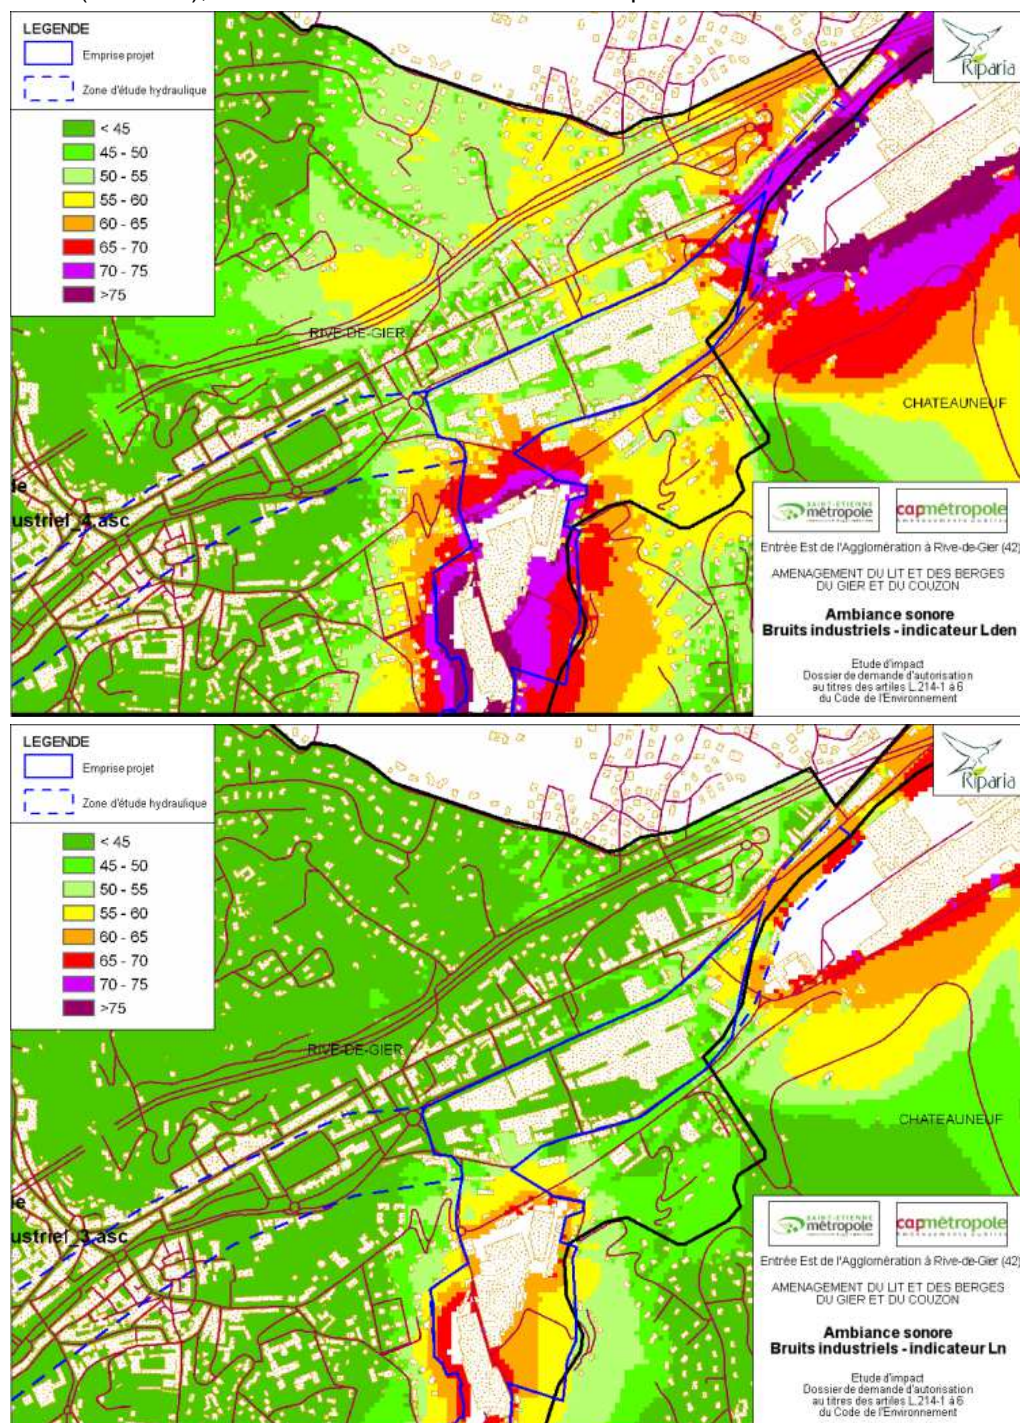 LEGENDE
Emprise projet
Zone d'étude hydraulique
< 45
45 - 50
50 - 55
55 - 60
60 - 65
65 - 70
70 - 75
>75
Riparia
RIVE-DE-GIER
CHATEAUNEUF
le
ustriel_4.asc
SAINT-ETIENNE
métropole
capmétropole
Entrée Est de l'Agglomération à Rive-de-Gier (42)
AMENAGEMENT DU LIT ET DES BERGES
DU GIER ET DU COUZON
Ambiance sonore
Bruits industriels - indicateur Lden
Etude d'impact
Dossier de demande d'autorisation
au titres des artiles L.214-1 à 6
du Code de l'Environnement
LEGENDE
Emprise projet
Zone d'étude hydraulique
< 45
45 - 50
50 - 55
55 - 60
60 - 65
65 - 70
70 - 75
>75
Riparia
RIVE-DE-GIER
CHATEAUNEUF
le
ustriel_3.asc
SAINT-ETIENNE
métropole
capmétropole
Entrée Est de l'Agglomération à Rive-de-Gier (42)
AMENAGEMENT DU LIT ET DES BERGES
DU GIER ET DU COUZON
Ambiance sonore
Bruits industriels - indicateur Ln
Etude d'impact
Dossier de demande d'autorisation
au titres des artiles L.214-1 à 6
du Code de l'Environnement